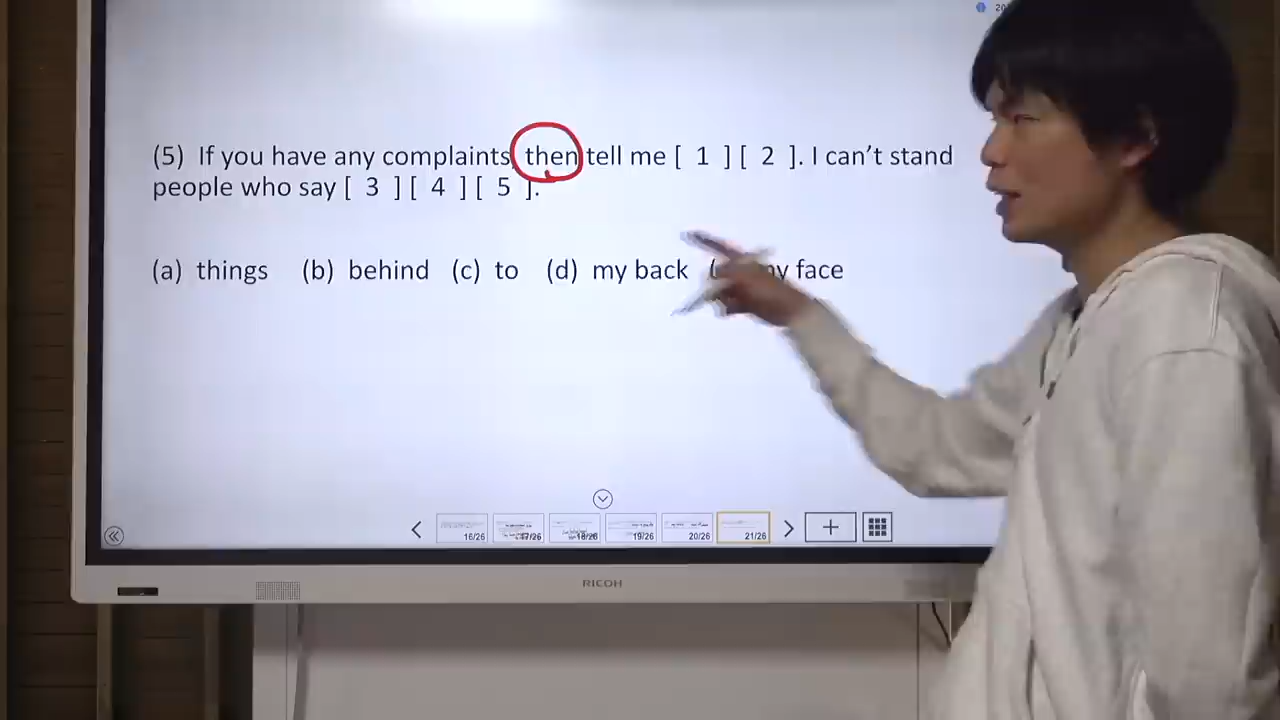 (5) If you have any complaints, then tell me [ 1 ] [ 2 ]. I can't stand
people who say [ 3 ] [ 4 ] [ 5 ].
(a) things (b) behind (c) to (d) my back my face
16/26 17/26 18/26 19/26 20/26 21/26
RICOH